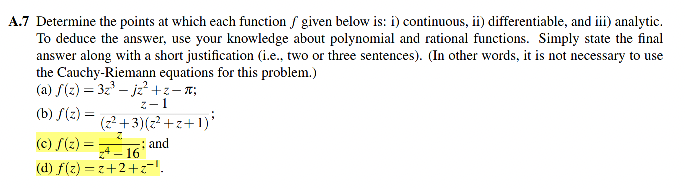 A.7 Determine the points at which each function f given below is: i) continuous, ii) differentiable, and iii) analytic.
To deduce the answer, use your knowledge about polynomial and rational functions. Simply state the final
answer along with a short justification (i.e., two or three sentences). (In other words, it is not necessary to use
the Cauchy-Riemann equations for this problem.)
(a) f(z) = 3z³ − jz² + z − π;
(b) f(z) = (z − 1)/((z² + 3)(z² + z + 1));
(c) f(z) = z/(z⁴ − 16); and
(d) f(z) = z + 2 + z⁻¹.